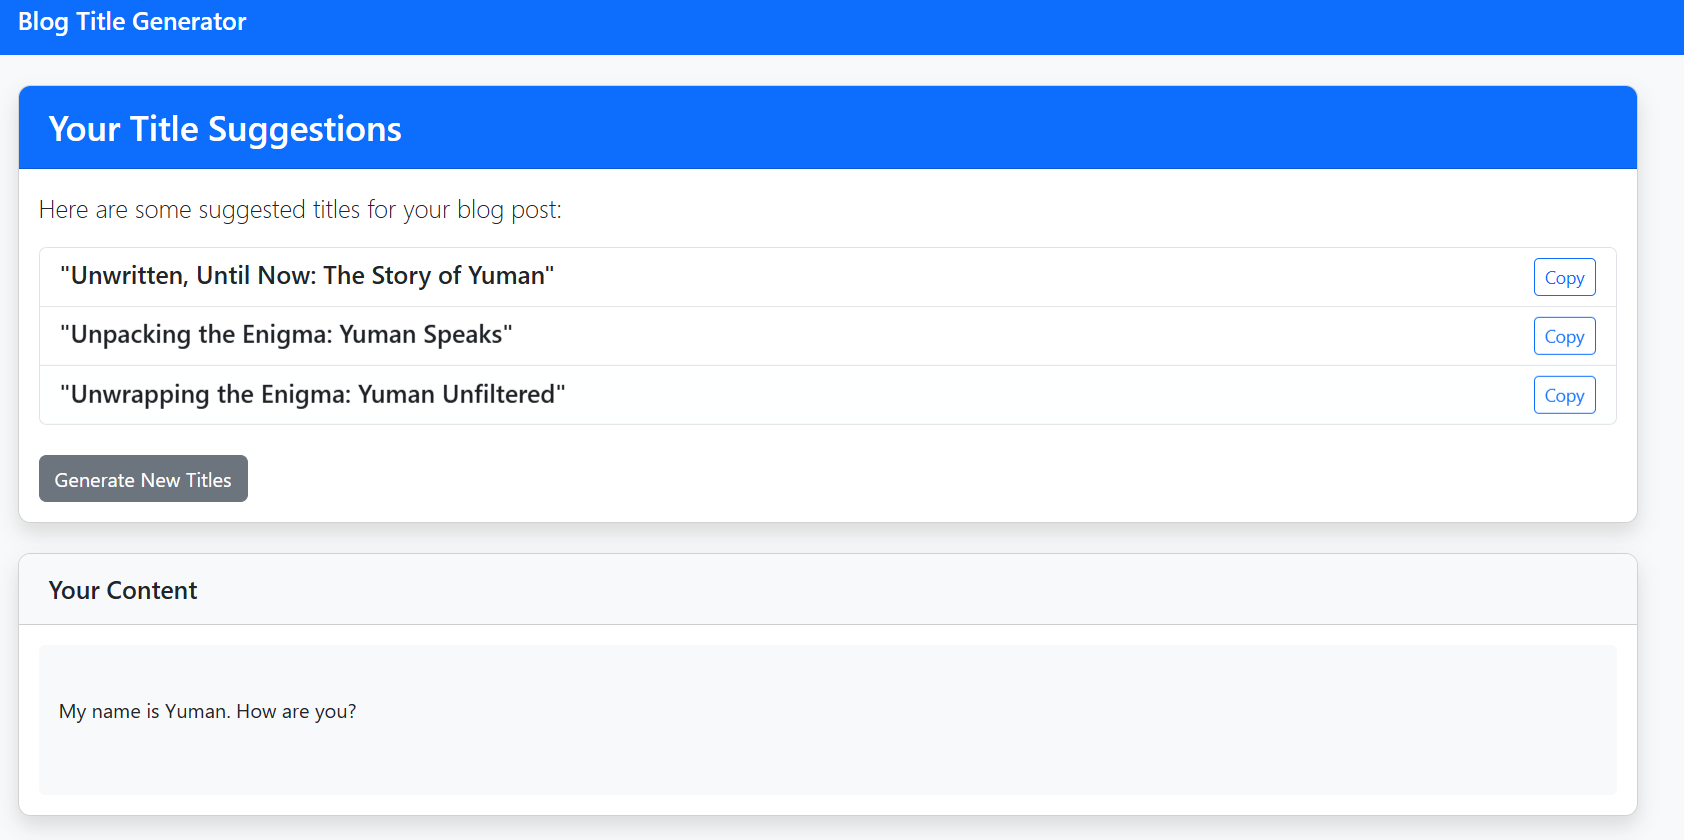 Blog Title Generator
Your Title Suggestions
Here are some suggested titles for your blog post:
"Unwritten, Until Now: The Story of Yuman"
Copy
"Unpacking the Enigma: Yuman Speaks"
Copy
"Unwrapping the Enigma: Yuman Unfiltered"
Copy
Generate New Titles
Your Content
My name is Yuman. How are you?